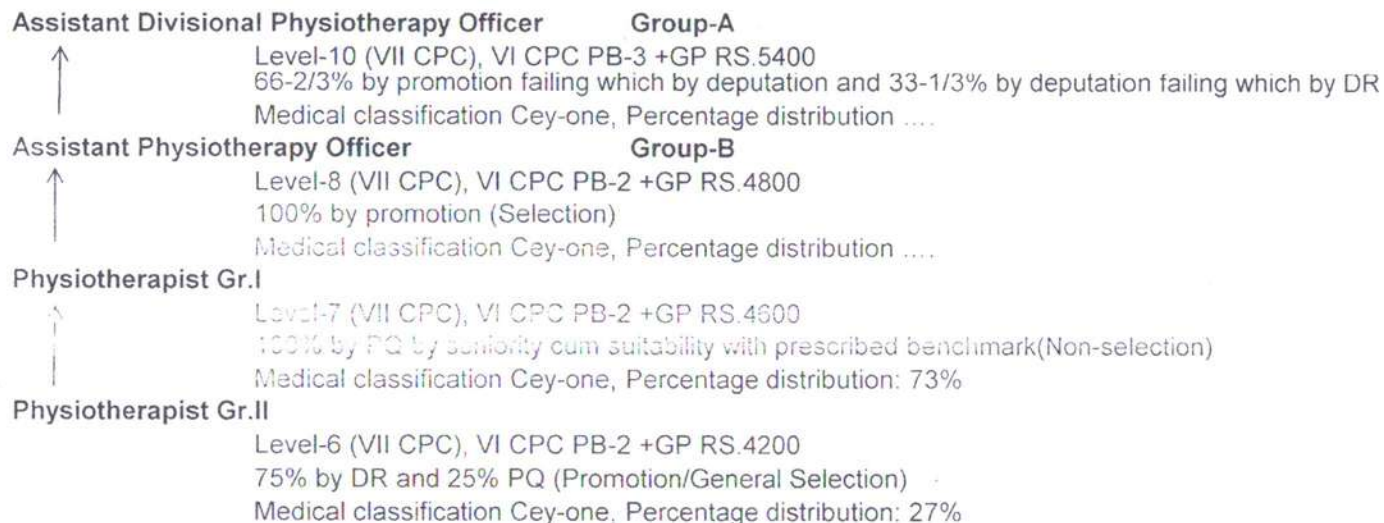 Assistant Divisional Physiotherapy Officer Group-A
Level-10 (VII CPC), VI CPC PB-3 +GP RS.5400
66-2/3% by promotion failing which by deputation and 33-1/3% by deputation failing which by DR
Medical classification Cey-one, Percentage distribution ....
Assistant Physiotherapy Officer Group-B
Level-8 (VII CPC), VI CPC PB-2 +GP RS.4800
100% by promotion (Selection)
Medical classification Cey-one, Percentage distribution ....
Physiotherapist Gr.I
Level-7 (VII CPC), VI CPC PB-2 +GP RS.4600
100% by PQ by seniority cum suitability with prescribed benchmark(Non-selection)
Medical classification Cey-one, Percentage distribution: 73%
Physiotherapist Gr.II
Level-6 (VII CPC), VI CPC PB-2 +GP RS.4200
75% by DR and 25% PQ (Promotion/General Selection)
Medical classification Cey-one, Percentage distribution: 27%